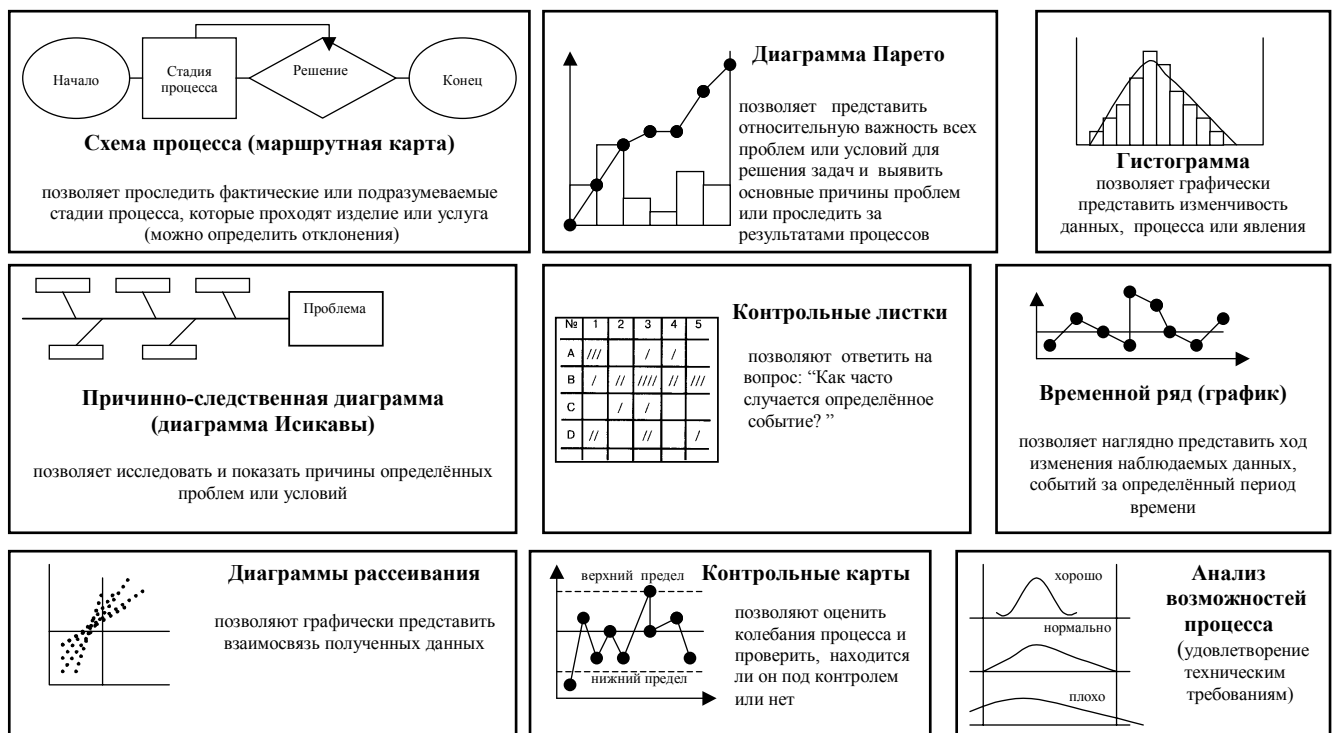 Начало
Стадия
процесса
Решение
Конец
Схема процесса (маршрутная карта)
позволяет проследить фактические или подразумеваемые
стадии процесса, которые проходят изделие или услуга
(можно определить отклонения)
Диаграмма Парето
позволяет представить
относительную важность всех
проблем или условий для
решения задач и выявить
основные причины проблем
или проследить за
результатами процессов
Гистограмма
позволяет графически
представить изменчивость
данных, процесса или явления
Проблема
Причинно-следственная диаграмма
(диаграмма Исикавы)
позволяет исследовать и показать причины определённых
проблем или условий
№ 1 2 3 4 5
A /// / /
B / // //// // ///
C / /
D // // /
Контрольные листки
позволяют ответить на
вопрос: “Как часто
случается определённое
событие? ”
Временной ряд (график)
позволяет наглядно представить ход
изменения наблюдаемых данных,
событий за определённый период
времени
Диаграммы рассеивания
позволяют графически представить
взаимосвязь полученных данных
верхний предел
нижний предел
Контрольные карты
позволяют оценить
колебания процесса и
проверить, находится
ли он под контролем
или нет
хорошо
нормально
плохо
Анализ
возможностей
процесса
(удовлетворение
техническим
требованиям)